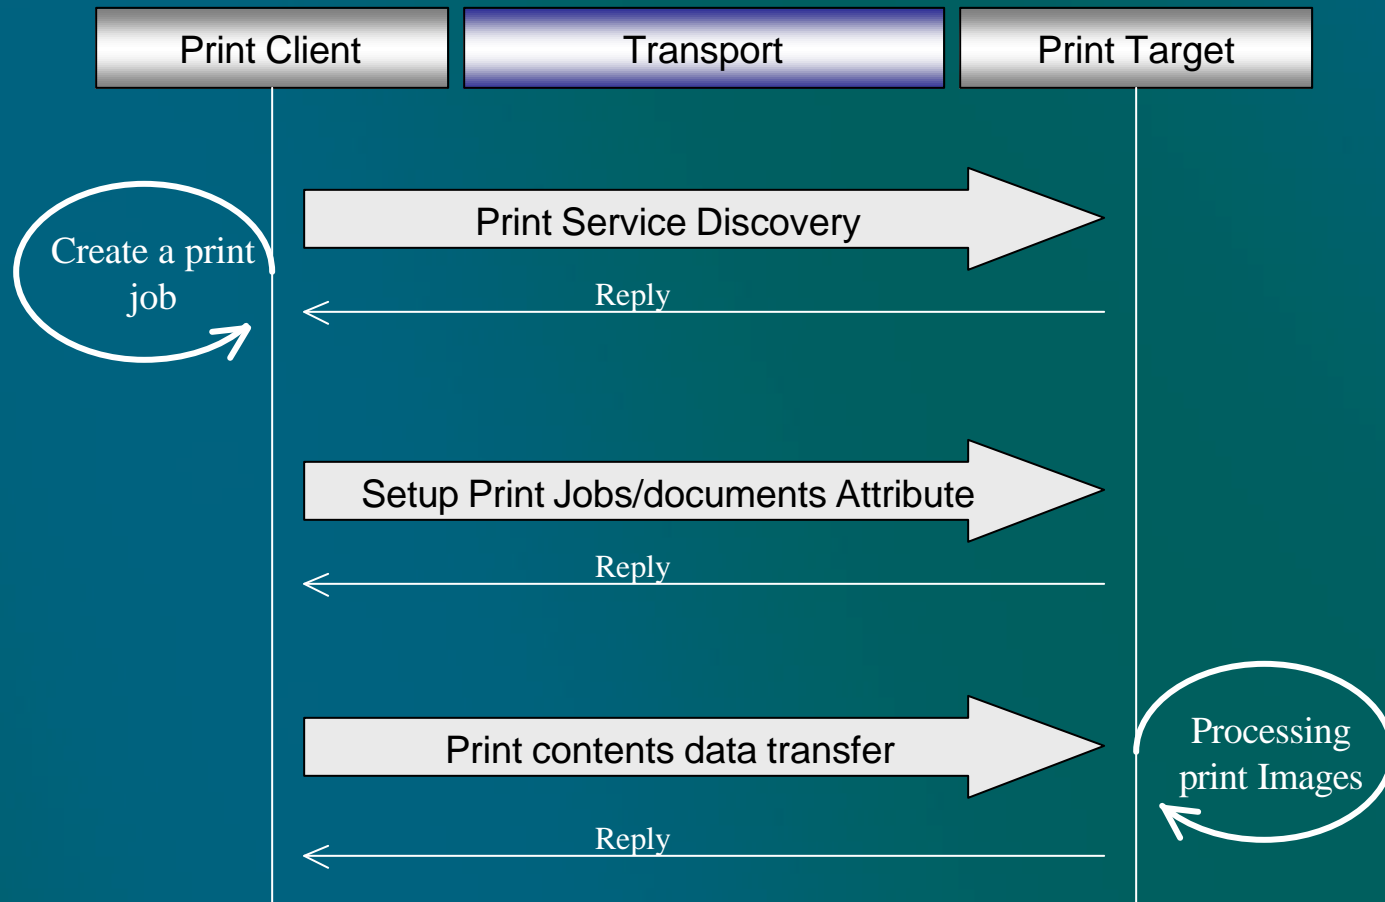 Print Client
Transport
Print Target
Print Service Discovery
Create a print
job
Reply
Setup Print Jobs/documents Attribute
Reply
Print contents data transfer
Processing
print Images
Reply